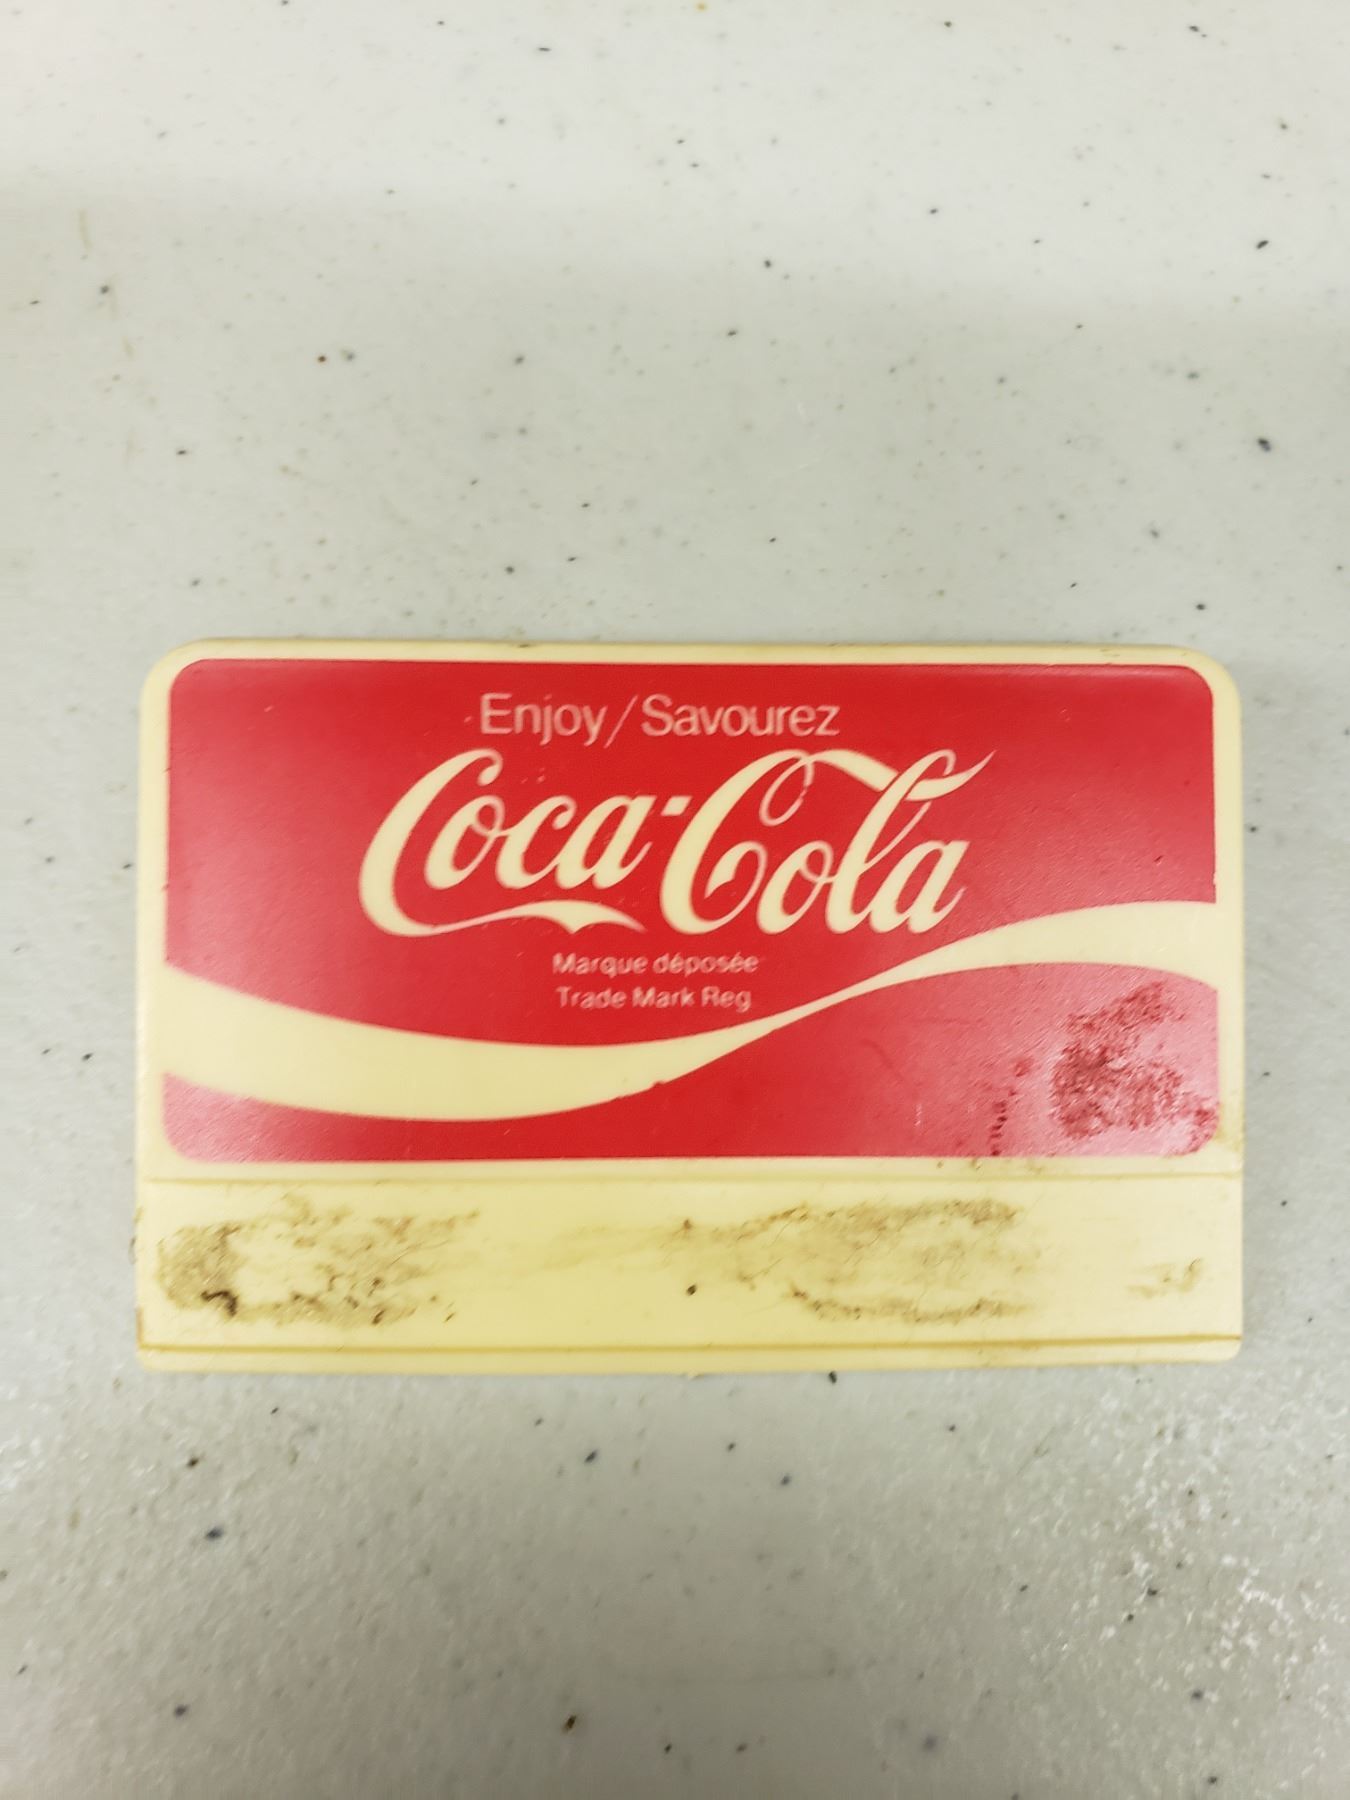 Enjoy/Savourez
Coca-Cola
Marque déposée
Trade Mark Reg